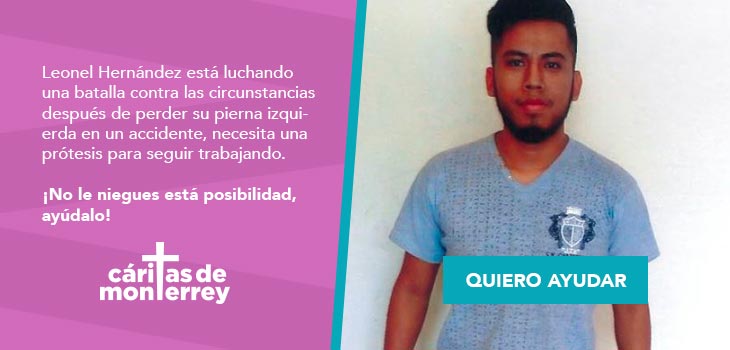 Leonel Hernández está luchando
una batalla contra las circunstancias
después de perder su pierna izqui-
erda en un accidente, necesita una
prótesis para seguir trabajando.
¡No le niegues está posibilidad,
ayúdalo!
cáritas de
monterrey
QUIERO AYUDAR